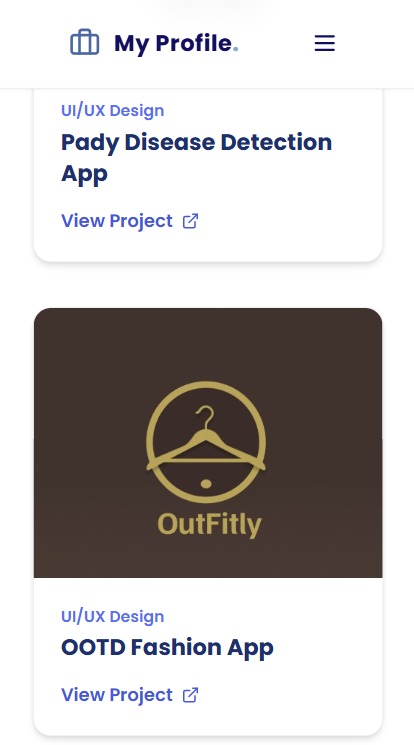 My Profile.
UI/UX Design
Pady Disease Detection
App
View Project
OutFitly
UI/UX Design
OOTD Fashion App
View Project